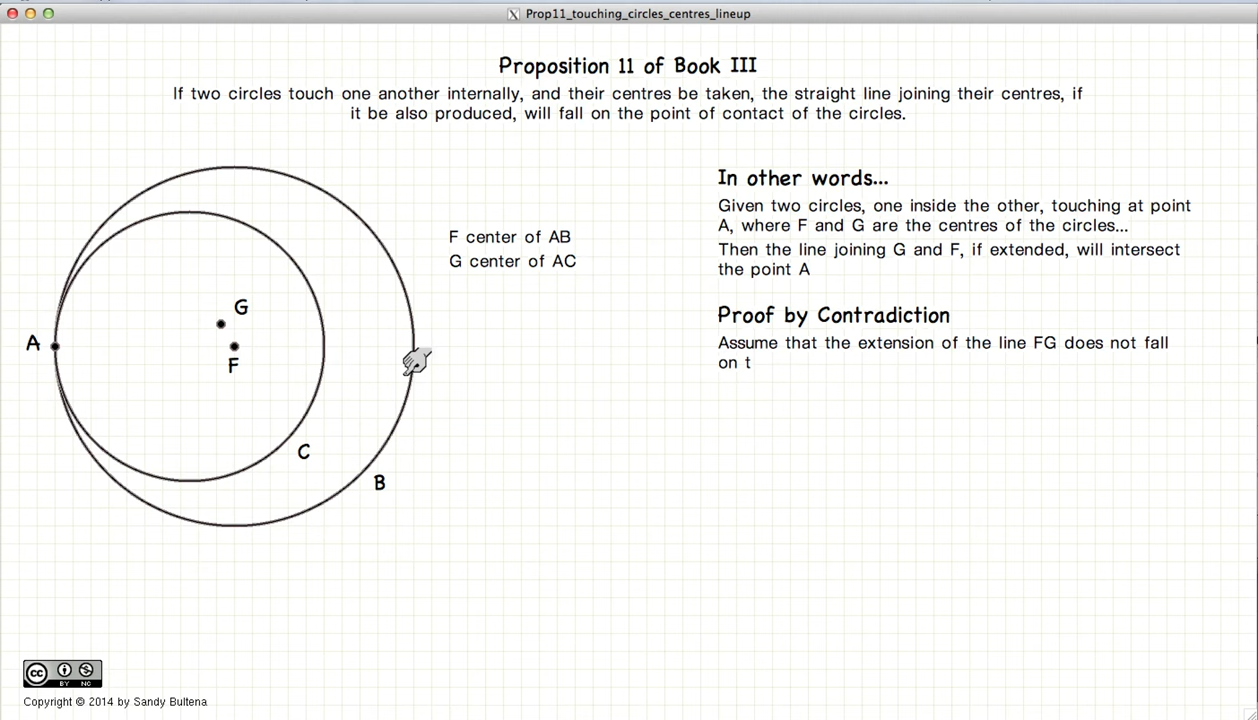 Prop11_touching_circles_centres_lineup
Proposition 11 of Book III
If two circles touch one another internally, and their centres be taken, the straight line joining their centres, if
it be also produced, will fall on the point of contact of the circles.
In other words...
Given two circles, one inside the other, touching at point
A, where F and G are the centres of the circles...
Then the line joining G and F, if extended, will intersect
the point A
Proof by Contradiction
Assume that the extension of the line FG does not fall
on t
F center of AB
G center of AC
G
A
F
C
B
cc
BY NC
Copyright © 2014 by Sandy Bultena